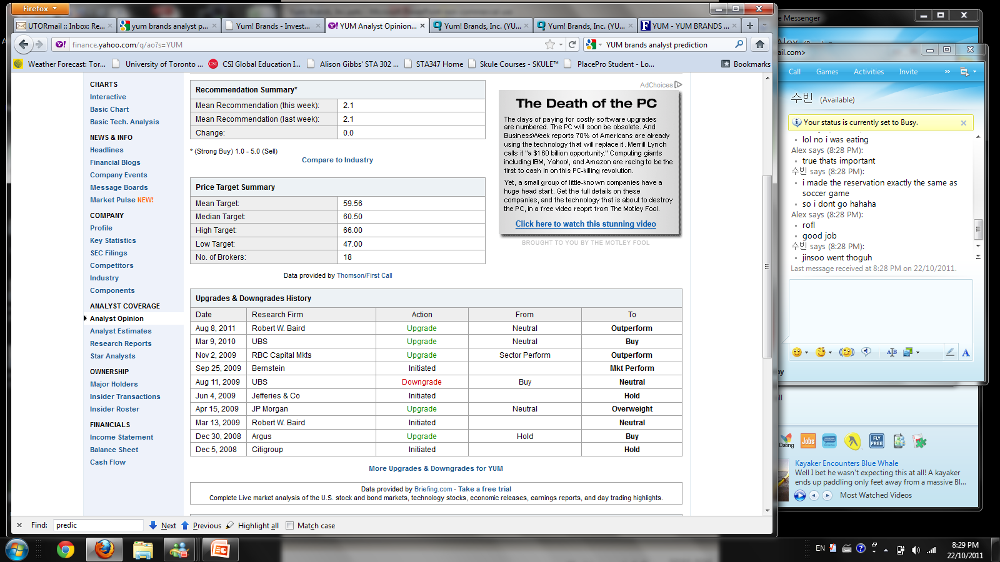 Firefox
UTORmail :: Inbox: Re...
yum brands analyst p...
Yum! Brands - Invest...
YUM Analyst Opinion...
Yum! Brands, Inc. (YU...
Yum! Brands, Inc. (YU...
YUM - YUM BRANDS ...
finance.yahoo.com/q/ao?s=YUM
YUM brands analyst prediction
Weather Forecast: Tor...
University of Toronto ...
CSI Global Education I...
Alison Gibbs' STA 302 ...
STA347 Home
Skule Courses - SKULE™
PlacePro Student - Lo...
Bookmarks
CHARTS
Interactive
Basic Chart
Basic Tech. Analysis
NEWS & INFO
Headlines
Financial Blogs
Company Events
Message Boards
Market Pulse NEW!
COMPANY
Profile
Key Statistics
SEC Filings
Competitors
Industry
Components
ANALYST COVERAGE
Analyst Opinion
Analyst Estimates
Research Reports
Star Analysts
OWNERSHIP
Major Holders
Insider Transactions
Insider Roster
FINANCIALS
Income Statement
Balance Sheet
Cash Flow
Recommendation Summary*
Mean Recommendation (this week): 2.1
Mean Recommendation (last week): 2.1
Change: 0.0
* (Strong Buy) 1.0 - 5.0 (Sell)
Compare to Industry
Price Target Summary
Mean Target: 59.56
Median Target: 60.50
High Target: 66.00
Low Target: 47.00
No. of Brokers: 18
Data provided by Thomson/First Call
AdChoices
The Death of the PC
The days of paying for costly software upgrades
are numbered. The PC will soon be obsolete. And
BusinessWeek reports 70% of Americans are already
using the technology that will replace it. Merrill Lynch
calls it "a $160 billion opportunity." Computing giants
including IBM, Yahoo!, and Amazon are racing to be the
first to cash in on this PC-killing revolution.
Yet, a small group of little-known companies have a
huge head start. Get the full details on these
companies, and the technology that is about to destroy
the PC, in a free video reoprt from The Motley Fool.
Click here to watch this stunning video
BROUGHT TO YOU BY THE MOTLEY FOOL
Upgrades & Downgrades History
Date Research Firm Action From To
Aug 8, 2011 Robert W. Baird Upgrade Neutral Outperform
Mar 9, 2010 UBS Upgrade Neutral Buy
Nov 2, 2009 RBC Capital Mkts Upgrade Sector Perform Outperform
Sep 25, 2009 Bernstein Initiated Mkt Perform
Aug 11, 2009 UBS Downgrade Buy Neutral
Jun 4, 2009 Jefferies & Co Initiated Hold
Apr 15, 2009 JP Morgan Upgrade Neutral Overweight
Mar 13, 2009 Robert W. Baird Initiated Neutral
Dec 30, 2008 Argus Upgrade Hold Buy
Dec 5, 2008 Citigroup Initiated Hold
More Upgrades & Downgrades for YUM
Data provided by Briefing.com - Take a free trial
Complete Live market analysis of the U.S. stock and bond markets, technology stocks, economic releases, earnings reports, and day trading highlights.
Find: predic
Next
Previous
Highlight all
Match case
e Messenger
ail.com>
Call Games Activities Invite »
수빈 (Available)
Your status is currently set to Busy.
lol no i was eating
Alex says (8:28 PM):
true thats important
수빈 says (8:28 PM):
i made the reservation exactly the same as
soccer game
so i dont go hahaha
Alex says (8:28 PM):
rofl
good job
수빈 says (8:28 PM):
jinsoo went thoguh
Last message received at 8:28 PM on 22/10/2011.
ay
ll
Dating
Jobs
FLY FREE
Kayaker Encounters Blue Whale
Well I bet he wasn't expecting this at all! A kayaker
ends up paddling only feet away from a massive Bl...
Most Watched Videos
EN
8:29 PM
22/10/2011